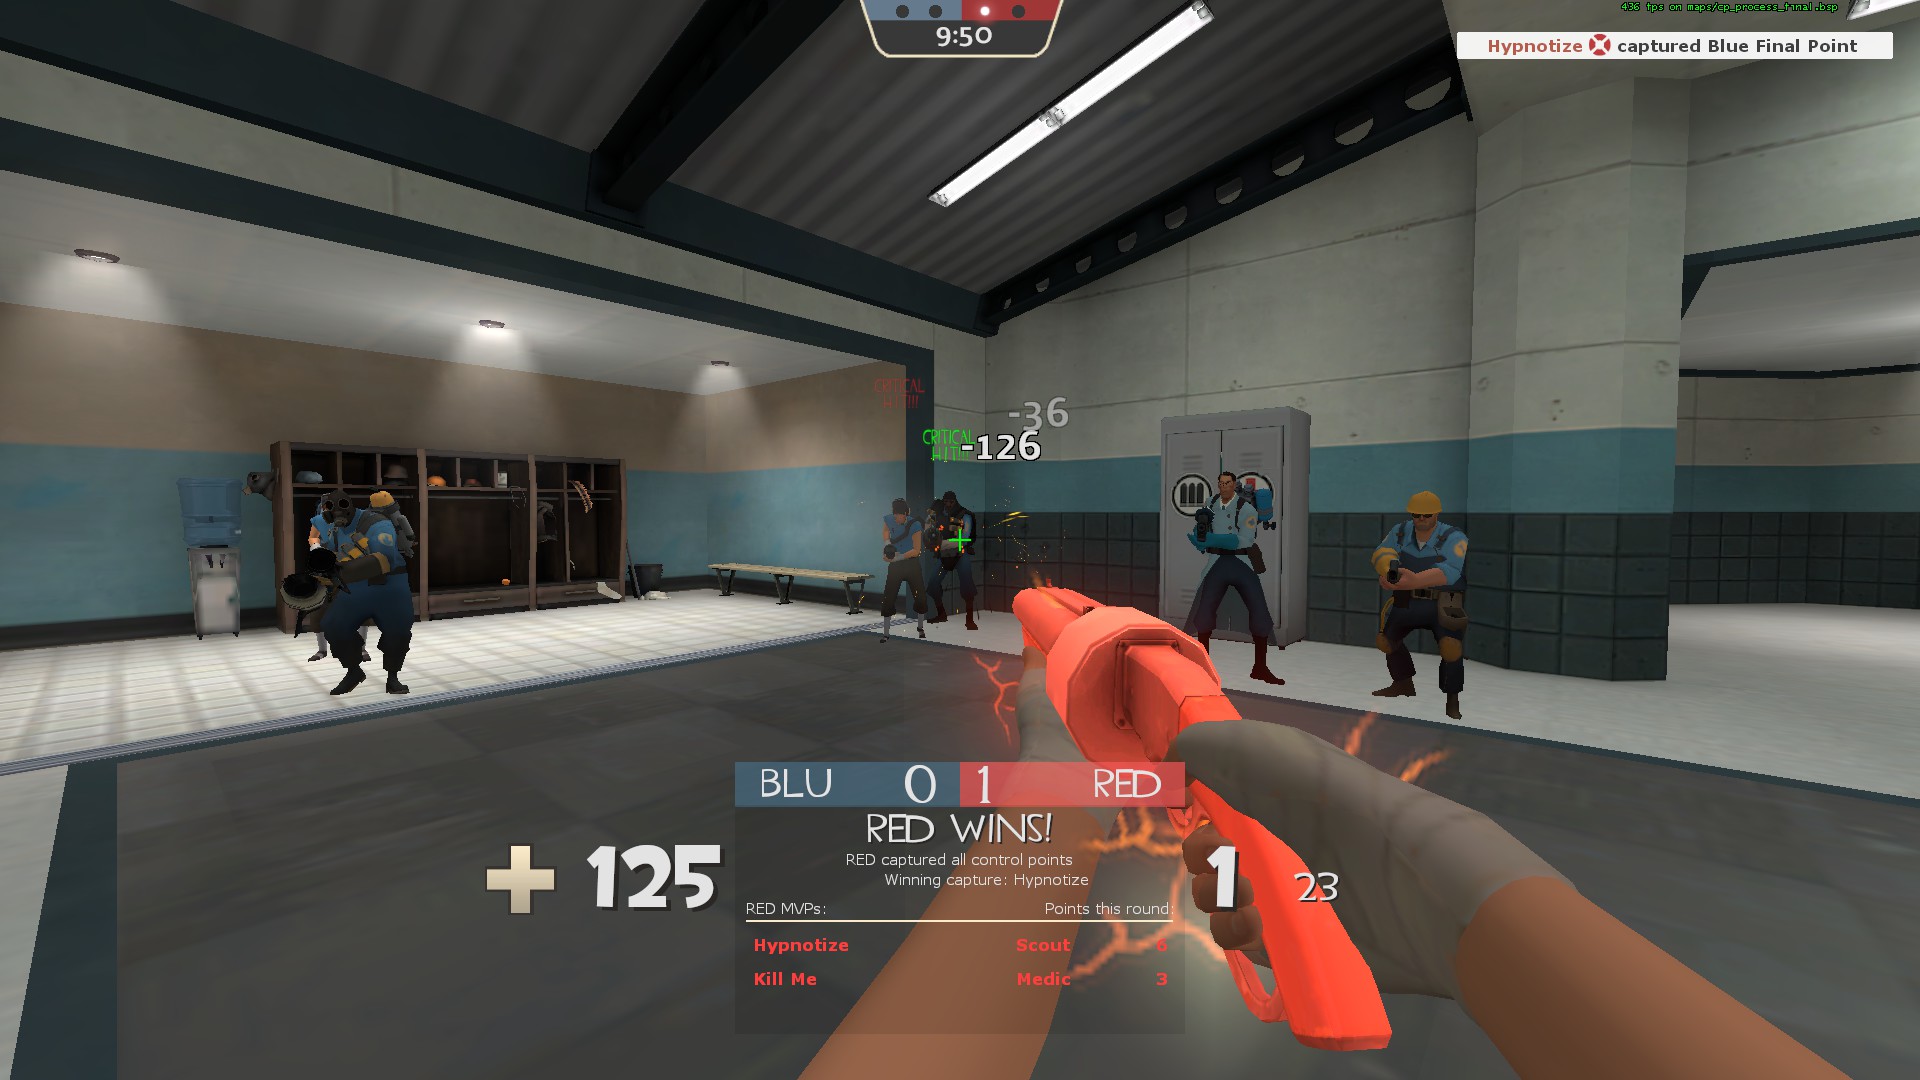 436 fps on maps/cp_process_final.bsp
9:50
Hypnotize captured Blue Final Point
CRITICAL
HIT!!!
-36
CRITICAL
HIT!!!
-126
BLU 0 1 RED
RED WINS!
RED captured all control points
Winning capture: Hypnotize
125
1 23
RED MVPs: Points this round:
Hypnotize Scout 6
Kill Me Medic 3